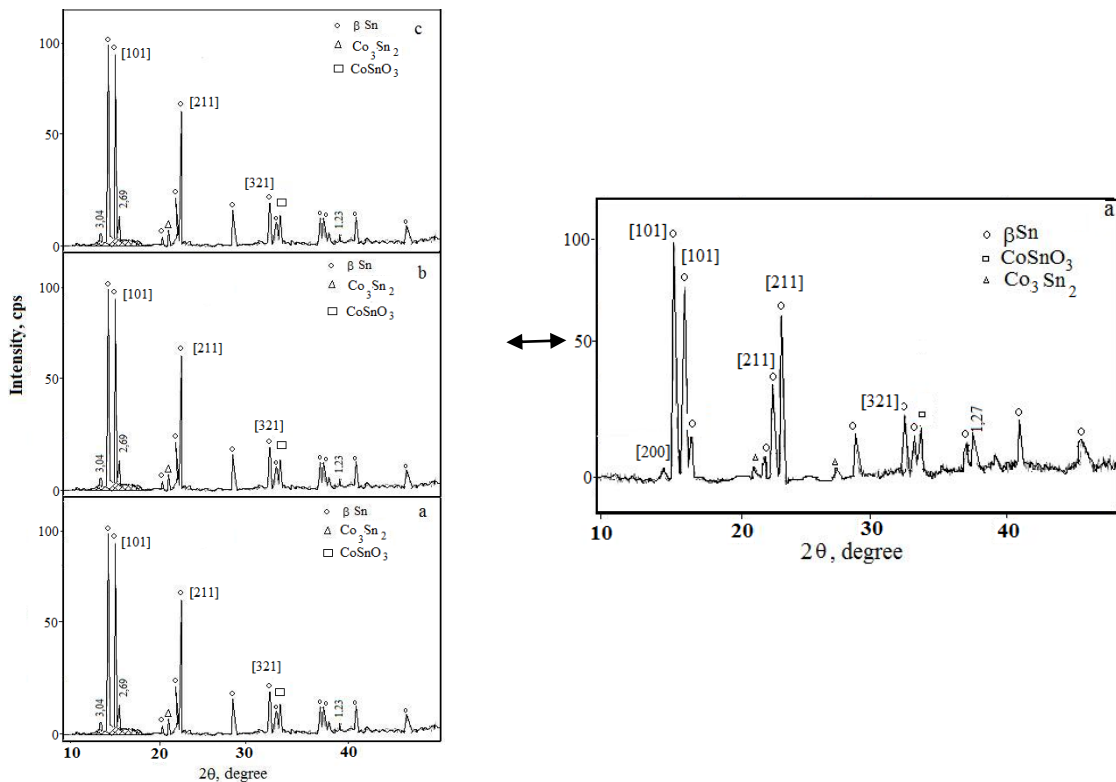 c
○ β Sn
△ Co3Sn2
□ CoSnO3
100
[101]
[211]
50
[321]
3,04
2,69
1.23
0
b
○ β Sn
△ Co3Sn2
□ CoSnO3
100
[101]
[211]
50
[321]
3,04
2,69
1.23
0
a
○ β Sn
△ Co3Sn2
□ CoSnO3
100
[101]
[211]
50
[321]
3,04
2,69
1.23
0
10 20 30 40
2θ, degree
Intensity, cps
a
○ βSn
□ CoSnO3
△ Co3 Sn2
[101]
100
[101]
[211]
50
[211]
[321]
1,27
[200]
0
10 20 30 40
2θ, degree